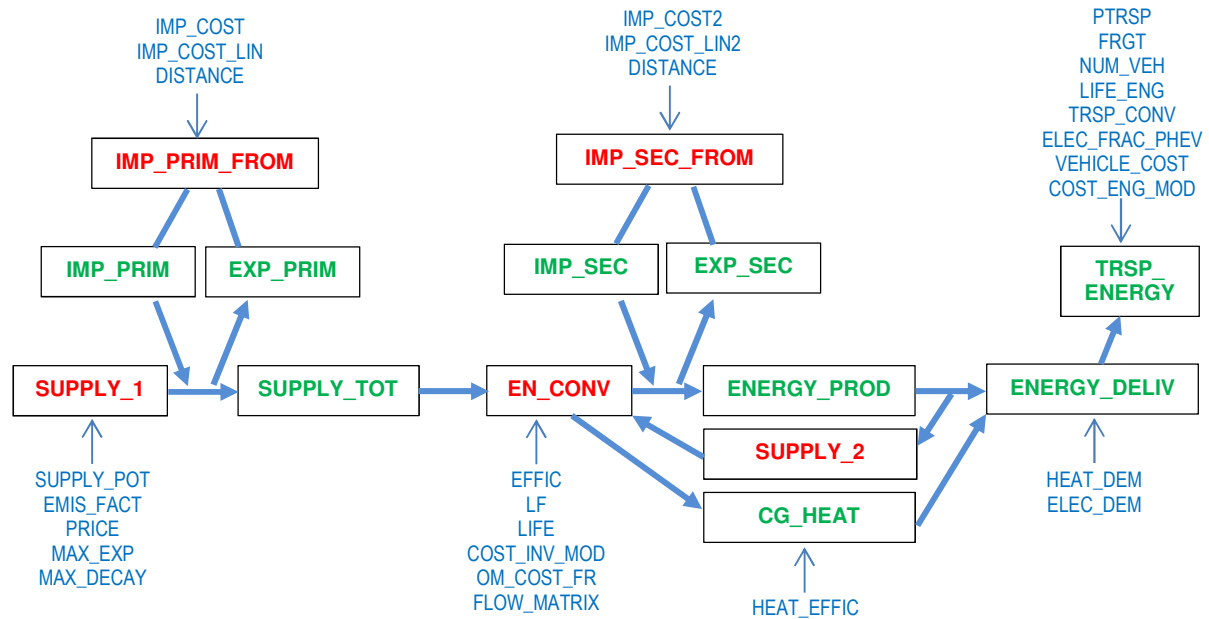 IMP_COST
IMP_COST_LIN
DISTANCE
IMP_COST2
IMP_COST_LIN2
DISTANCE
PTRSP
FRGT
NUM_VEH
LIFE_ENG
TRSP_CONV
ELEC_FRAC_PHEV
VEHICLE_COST
COST_ENG_MOD
IMP_PRIM_FROM
IMP_SEC_FROM
IMP_PRIM
EXP_PRIM
IMP_SEC
EXP_SEC
TRSP_
ENERGY
SUPPLY_1
SUPPLY_TOT
EN_CONV
ENERGY_PROD
ENERGY_DELIV
SUPPLY_2
CG_HEAT
SUPPLY_POT
EMIS_FACT
PRICE
MAX_EXP
MAX_DECAY
EFFIC
LF
LIFE
COST_INV_MOD
OM_COST_FR
FLOW_MATRIX
HEAT_EFFIC
HEAT_DEM
ELEC_DEM